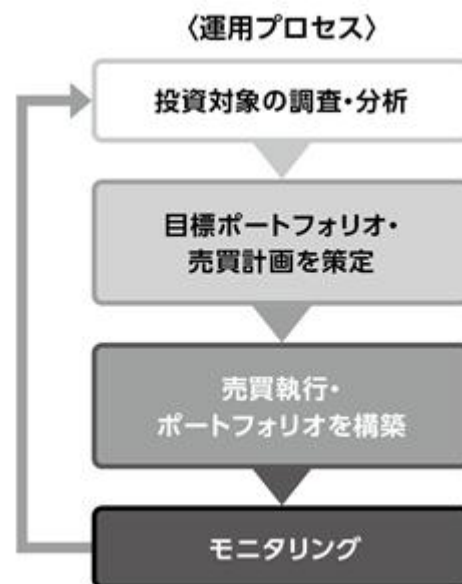 〈運用プロセス〉
投資対象の調査・分析
目標ポートフォリオ・
売買計画を策定
売買執行・
ポートフォリオを構築
モニタリング